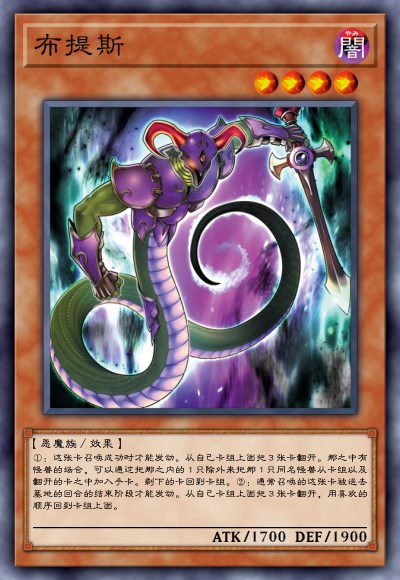 布提斯
やみ
闇
【恶魔族／效果】
①：这张卡召唤成功时才能发动。从自己卡组上面把3张卡翻开。那之中有
怪兽的场合，可以通过把那之内的1只除外来把那1只同名怪兽从卡组以及
翻开的卡之中加入手卡。剩下的卡回到卡组。②：通常召唤的这张卡被送去
墓地的回合的结束阶段才能发动。从自己卡组上面把3张卡翻开，用喜欢的
顺序回到卡组上面。
ATK/1700 DEF/1900